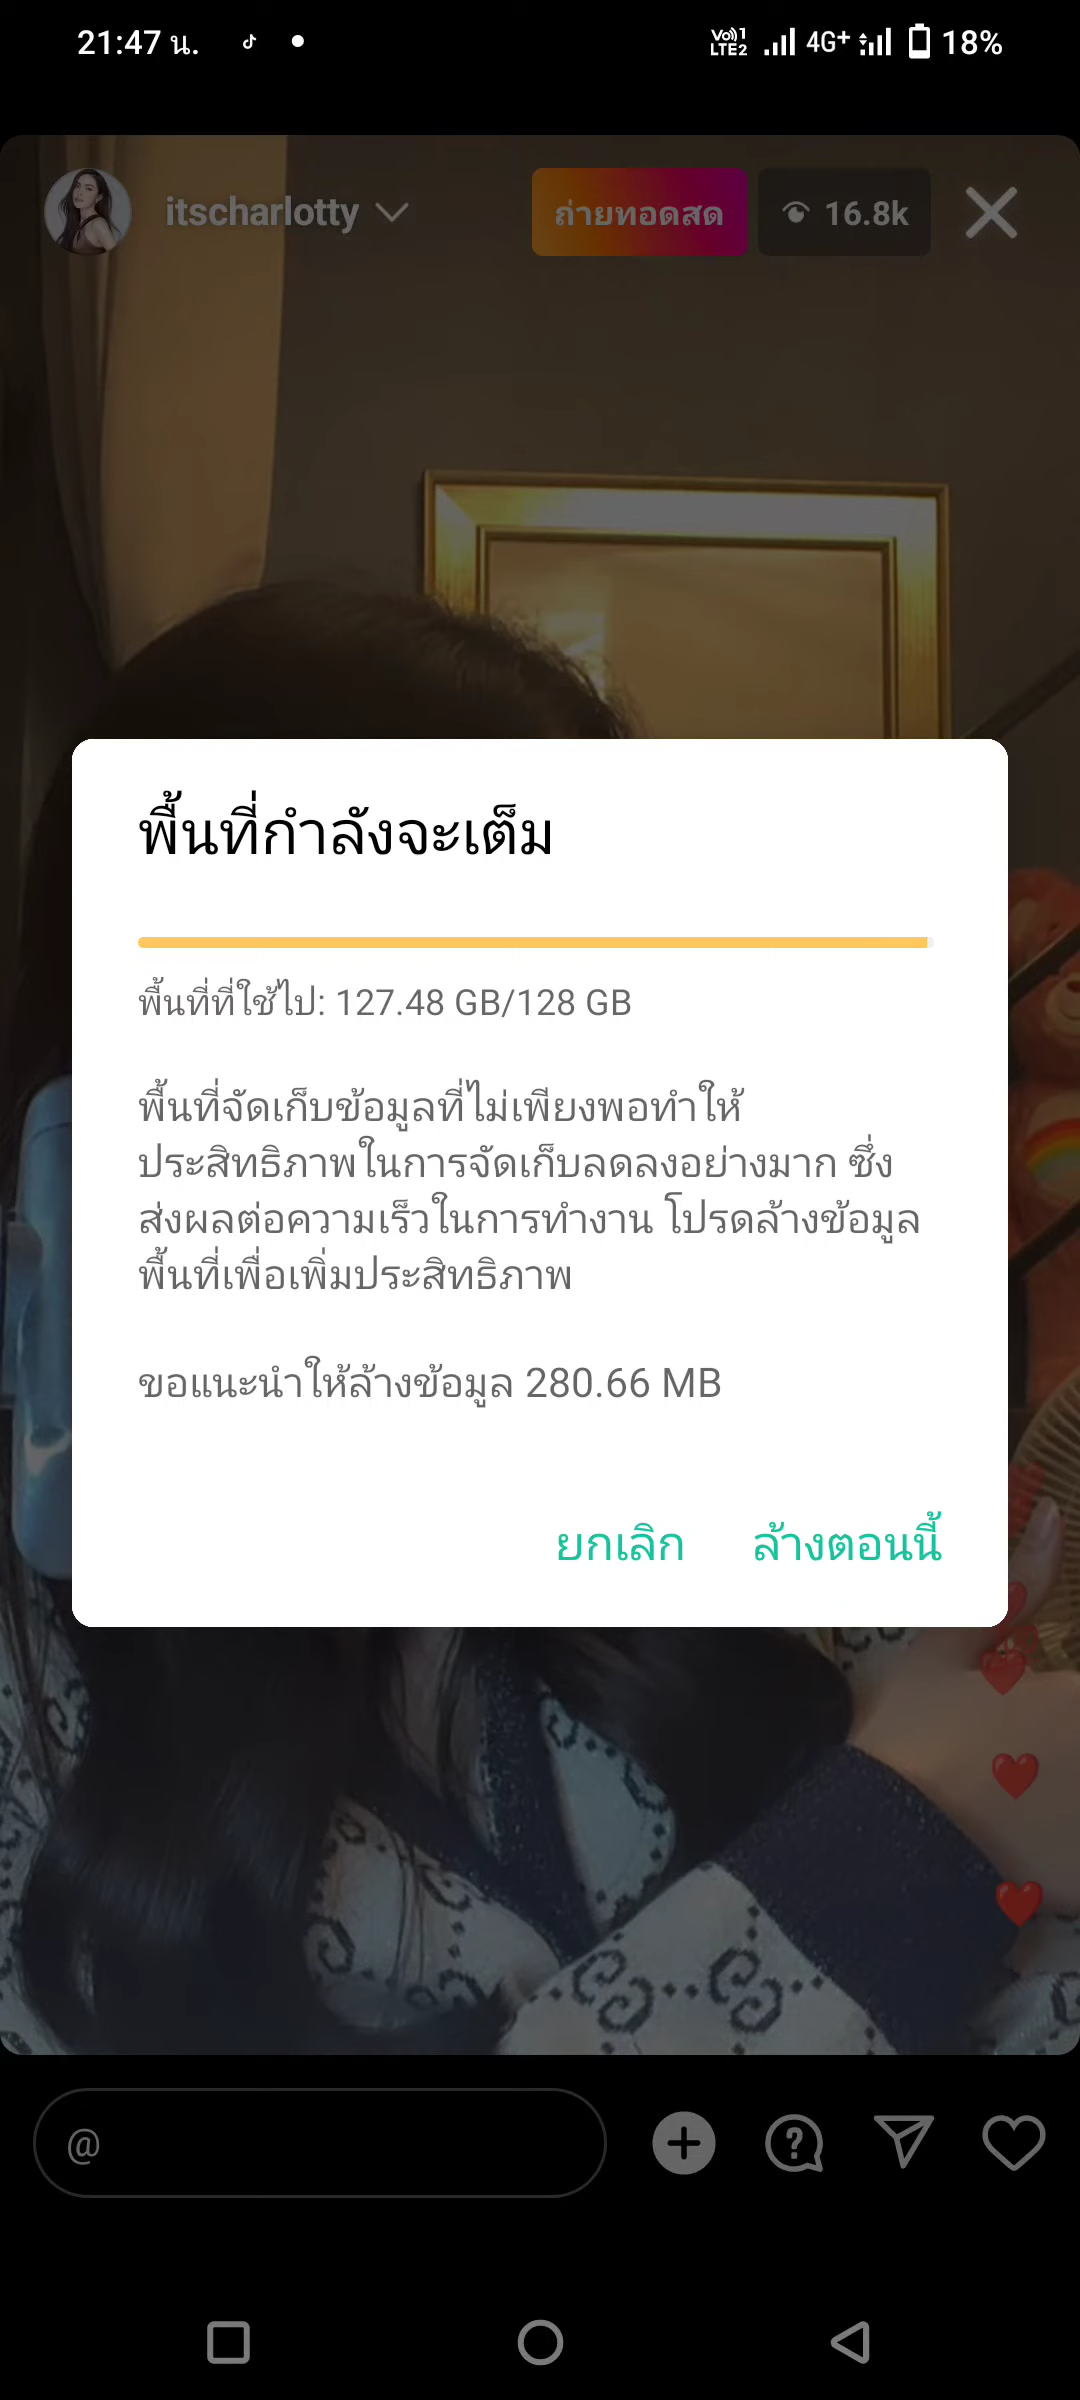 21:47 น.
Vo)) 1 LTE2 4G+ 18%
itscharlotty
ถ่ายทอดสด
16.8k
พื้นที่กำลังจะเต็ม
พื้นที่ที่ใช้ไป: 127.48 GB/128 GB
พื้นที่จัดเก็บข้อมูลที่ไม่เพียงพอทำให้
ประสิทธิภาพในการจัดเก็บลดลงอย่างมาก ซึ่ง
ส่งผลต่อความเร็วในการทำงาน โปรดล้างข้อมูล
พื้นที่เพื่อเพิ่มประสิทธิภาพ
ขอแนะนำให้ล้างข้อมูล 280.66 MB
ยกเลิก ล้างตอนนี้
@